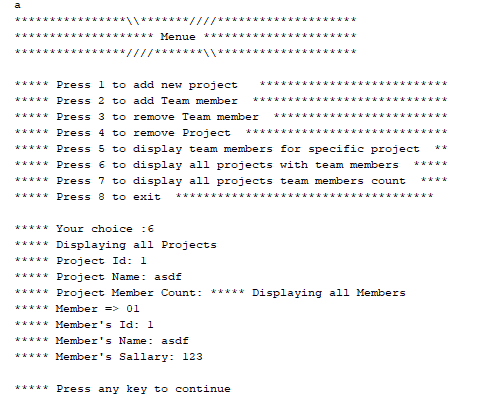 a
****************\\*******////********************
******************** Menue **********************
****************////*******\\********************
***** Press 1 to add new project   ***************************
***** Press 2 to add Team member  ****************************
***** Press 3 to remove Team member  *************************
***** Press 4 to remove Project  *****************************
***** Press 5 to display team members for specific project  **
***** Press 6 to display all projects with team members  *****
***** Press 7 to display all projects team members count  ****
***** Press 8 to exit  *************************************
***** Your choice :6
***** Displaying all Projects
***** Project Id: 1
***** Project Name: asdf
***** Project Member Count: ***** Displaying all Members
***** Member => 01
***** Member's Id: 1
***** Member's Name: asdf
***** Member's Sallary: 123
***** Press any key to continue